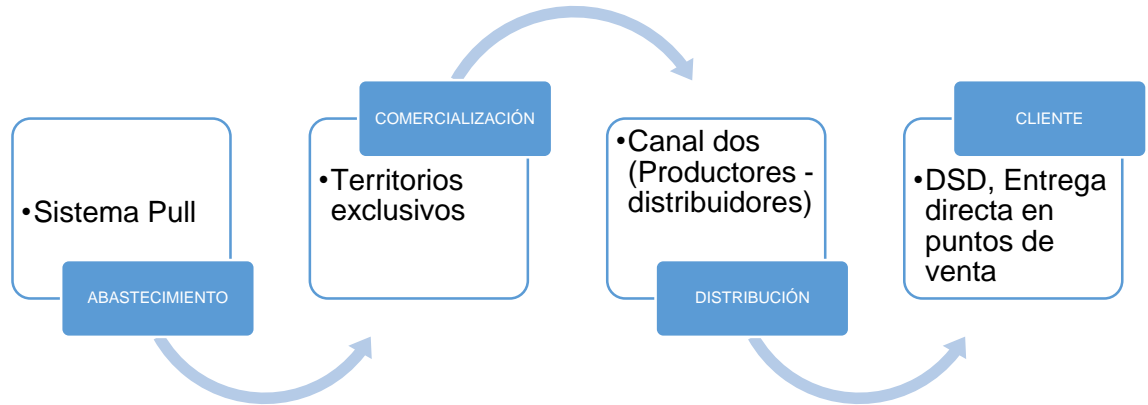 •Sistema Pull
ABASTECIMIENTO
COMERCIALIZACIÓN
•Territorios
exclusivos
•Canal dos
(Productores -
distribuidores)
DISTRIBUCIÓN
CLIENTE
•DSD, Entrega
directa en
puntos de
venta